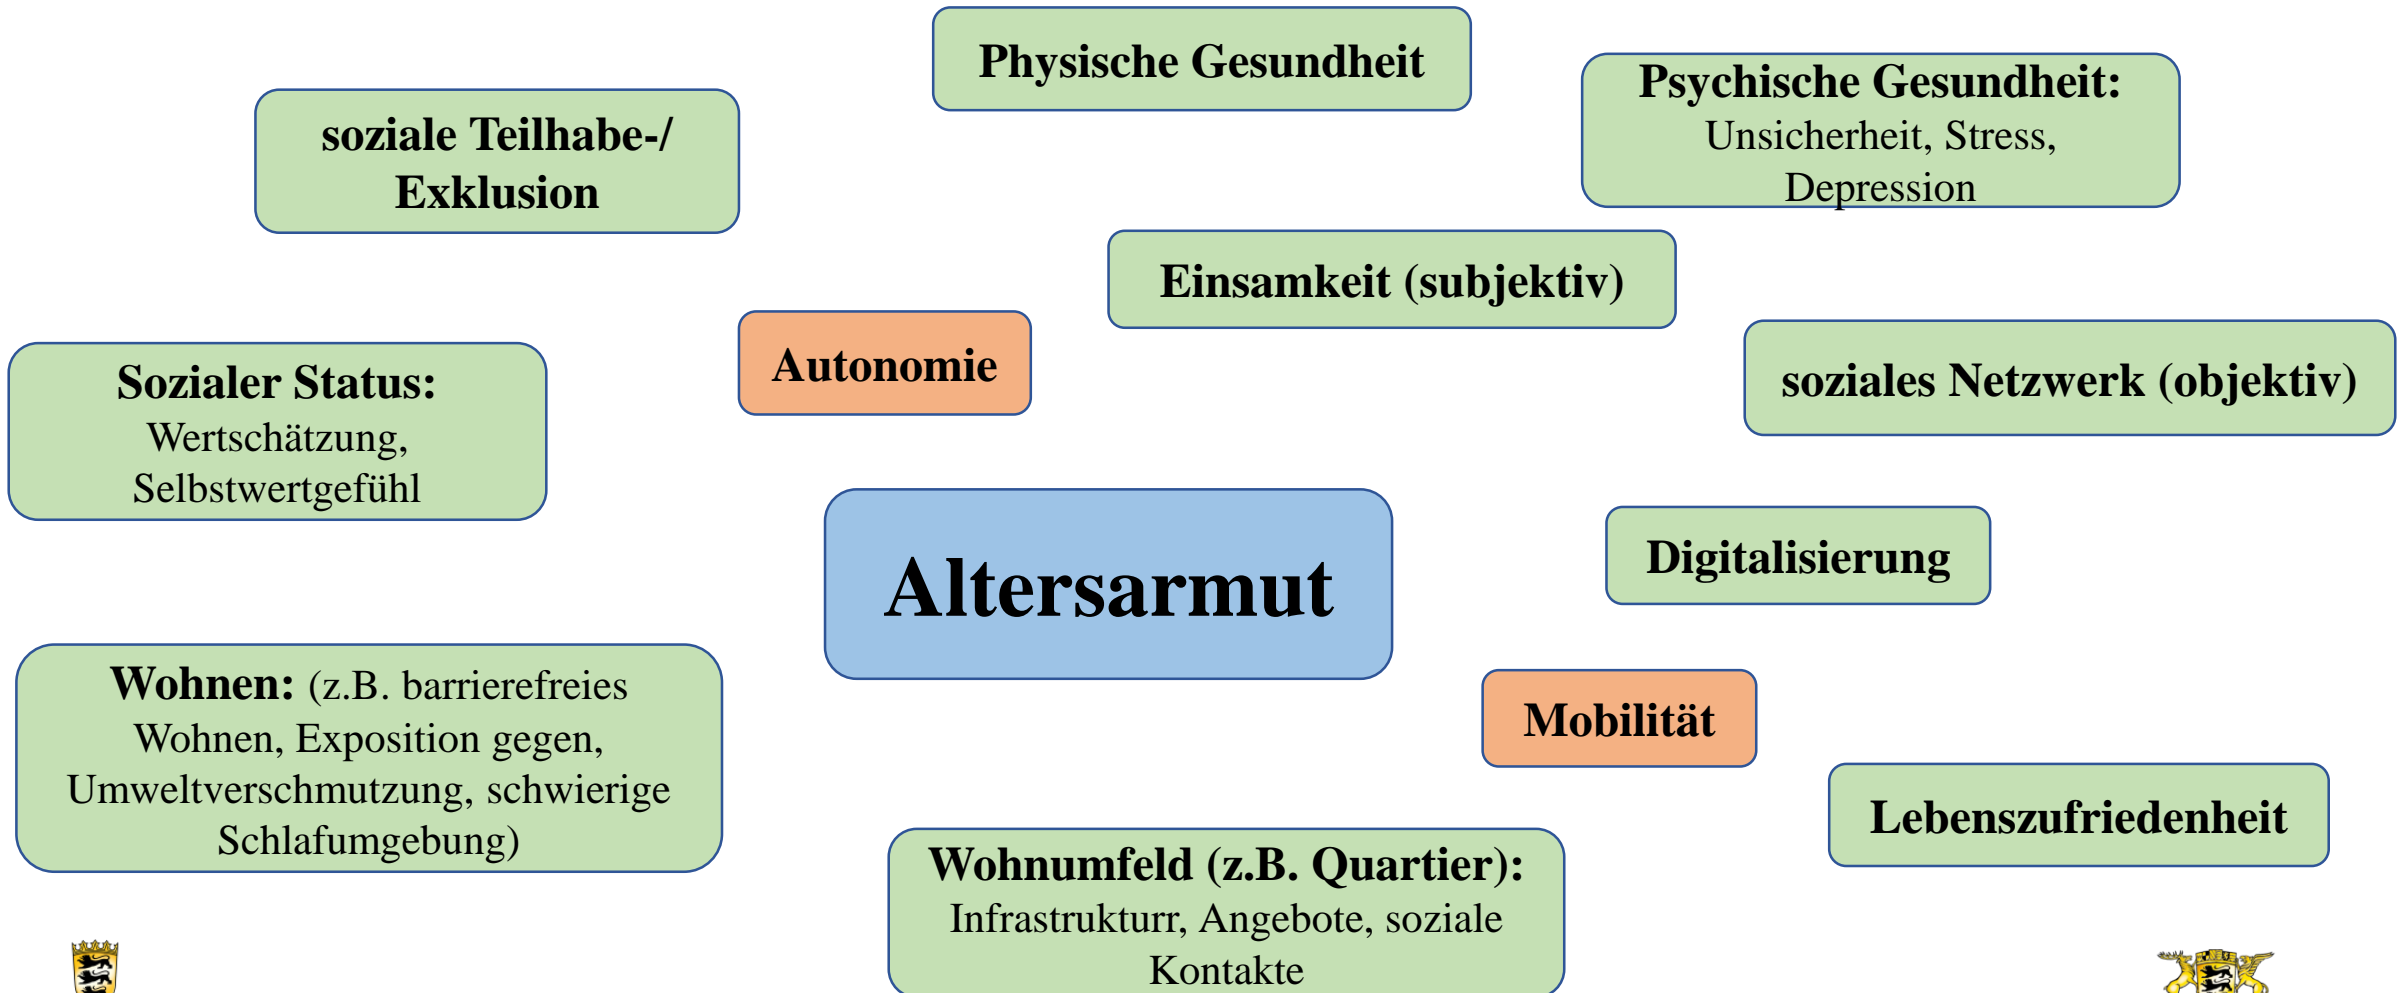 Physische Gesundheit
Psychische Gesundheit:
Unsicherheit, Stress,
Depression
soziale Teilhabe-/
Exklusion
Einsamkeit (subjektiv)
Autonomie
soziales Netzwerk (objektiv)
Sozialer Status:
Wertschätzung,
Selbstwertgefühl
Altersarmut
Digitalisierung
Wohnen: (z.B. barrierefreies
Wohnen, Exposition gegen,
Umweltverschmutzung, schwierige
Schlafumgebung)
Mobilität
Lebenszufriedenheit
Wohnumfeld (z.B. Quartier):
Infrastrukturr, Angebote, soziale
Kontakte